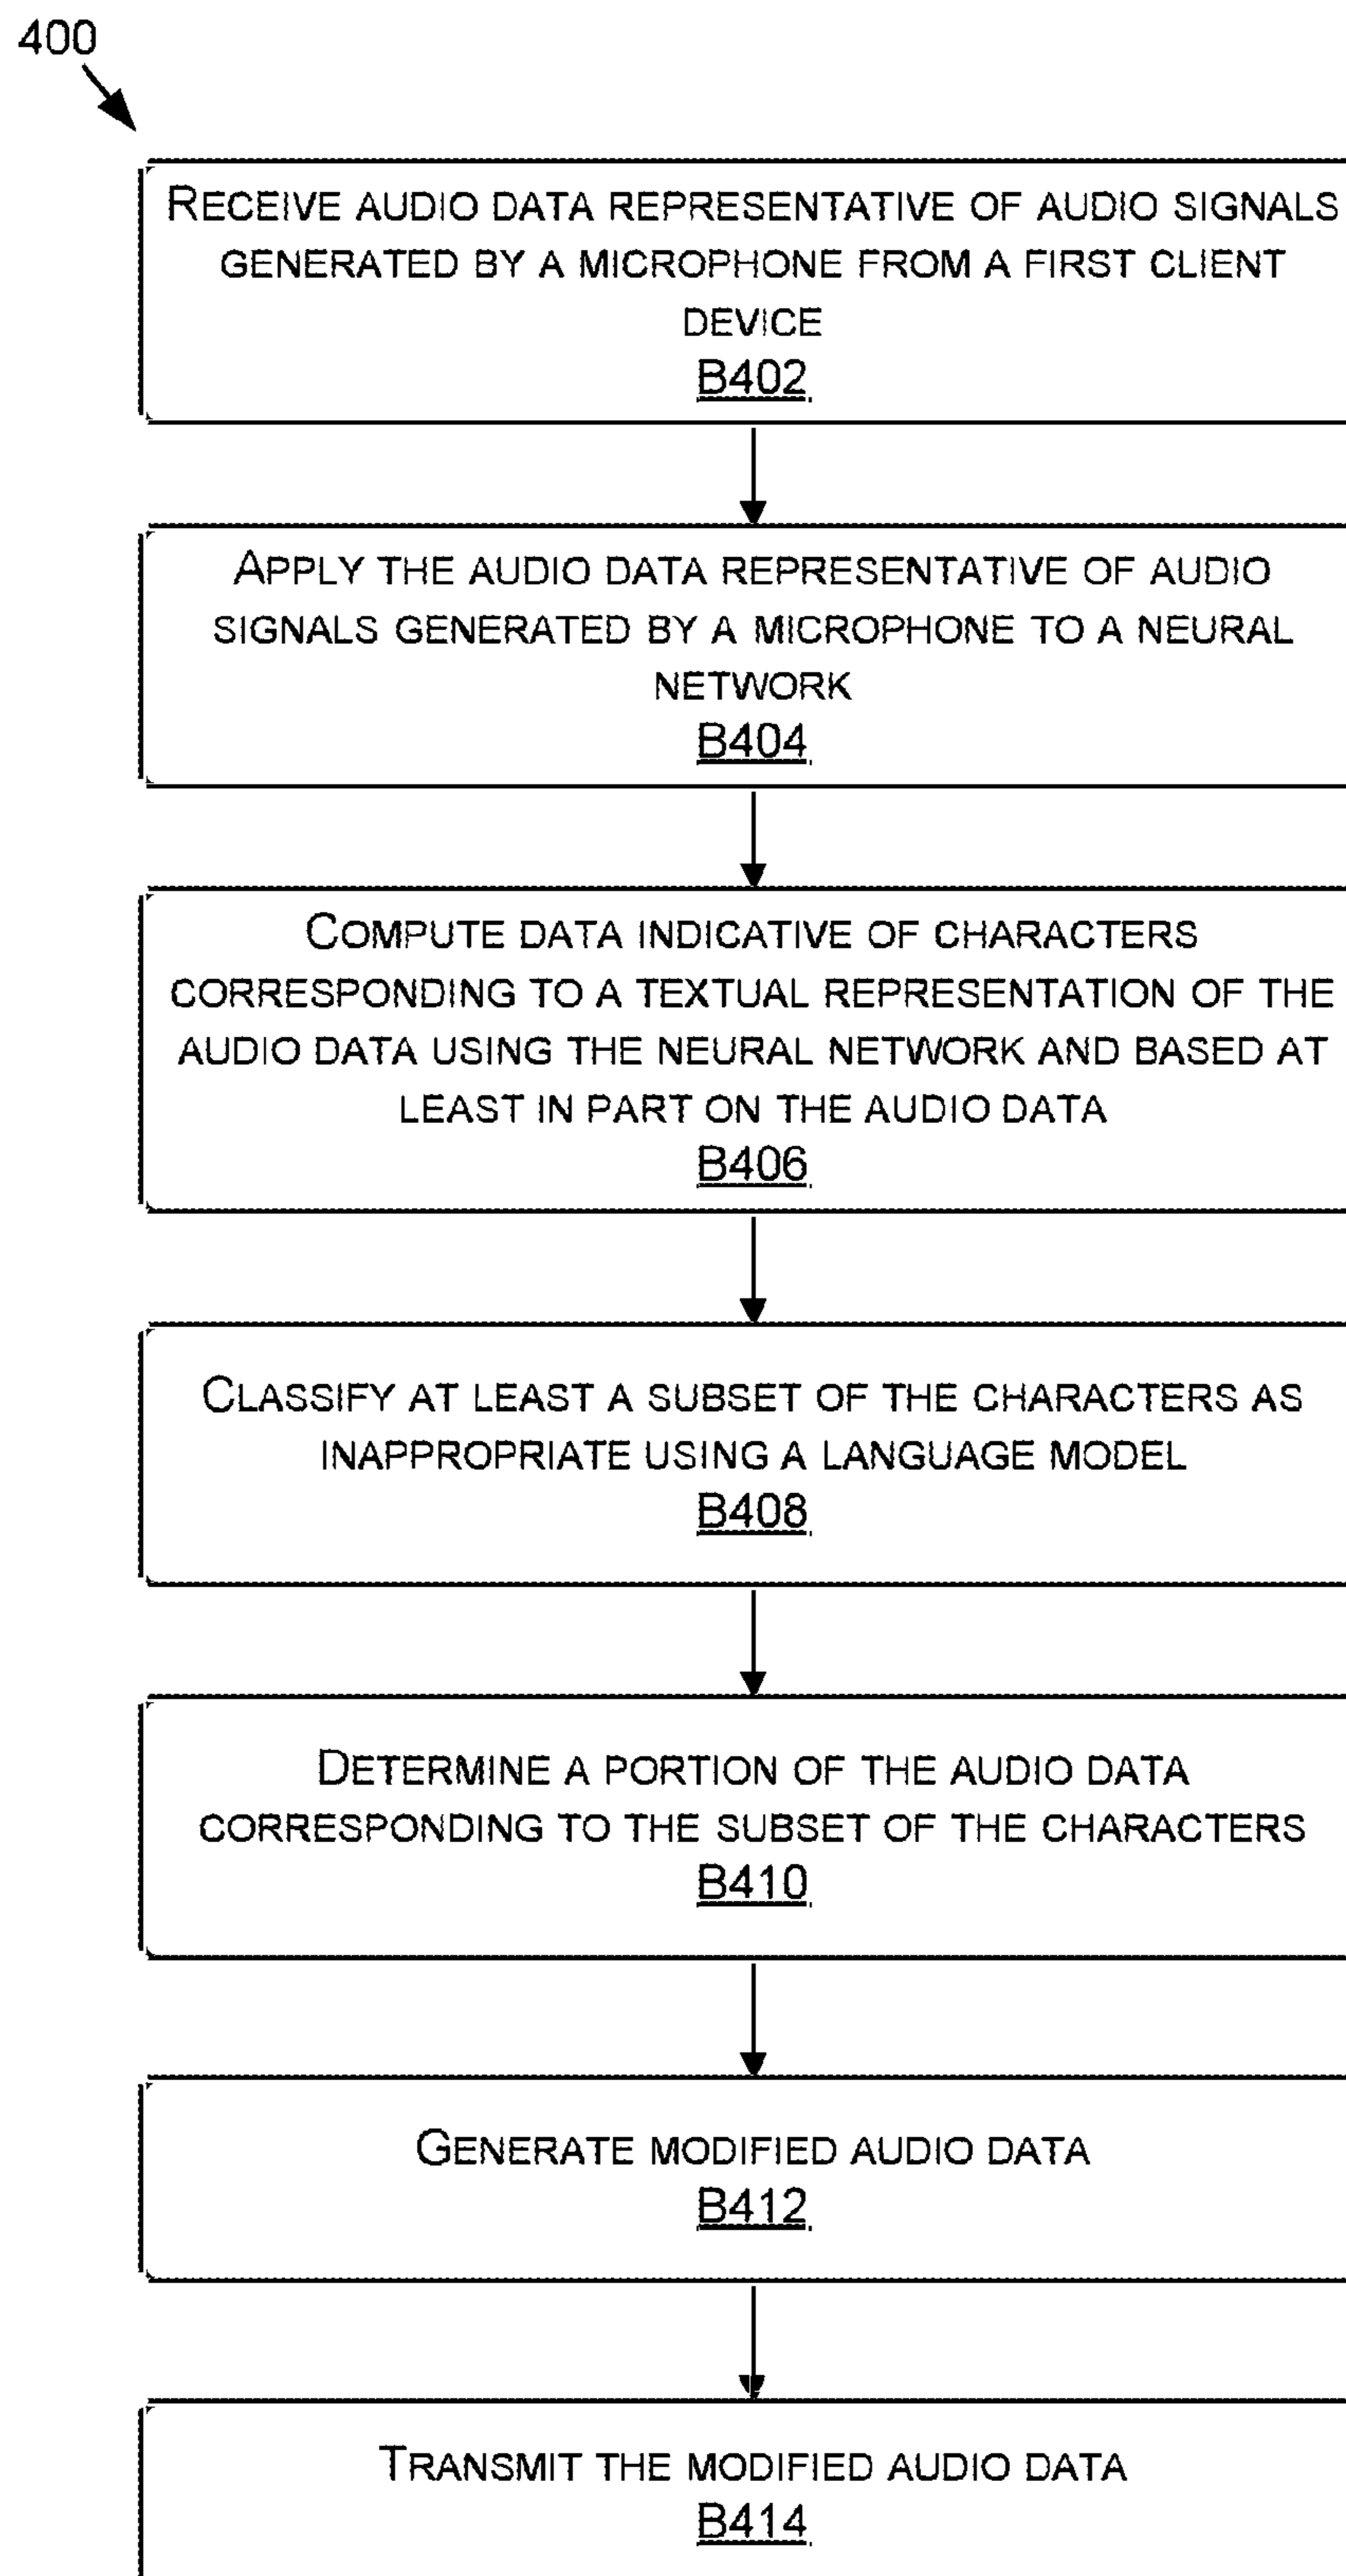 400
RECEIVE AUDIO DATA REPRESENTATIVE OF AUDIO SIGNALS
GENERATED BY A MICROPHONE FROM A FIRST CLIENT
DEVICE
B402
APPLY THE AUDIO DATA REPRESENTATIVE OF AUDIO
SIGNALS GENERATED BY A MICROPHONE TO A NEURAL
NETWORK
B404
COMPUTE DATA INDICATIVE OF CHARACTERS
CORRESPONDING TO A TEXTUAL REPRESENTATION OF THE
AUDIO DATA USING THE NEURAL NETWORK AND BASED AT
LEAST IN PART ON THE AUDIO DATA
B406
CLASSIFY AT LEAST A SUBSET OF THE CHARACTERS AS
INAPPROPRIATE USING A LANGUAGE MODEL
B408
DETERMINE A PORTION OF THE AUDIO DATA
CORRESPONDING TO THE SUBSET OF THE CHARACTERS
B410
GENERATE MODIFIED AUDIO DATA
B412
TRANSMIT THE MODIFIED AUDIO DATA
B414